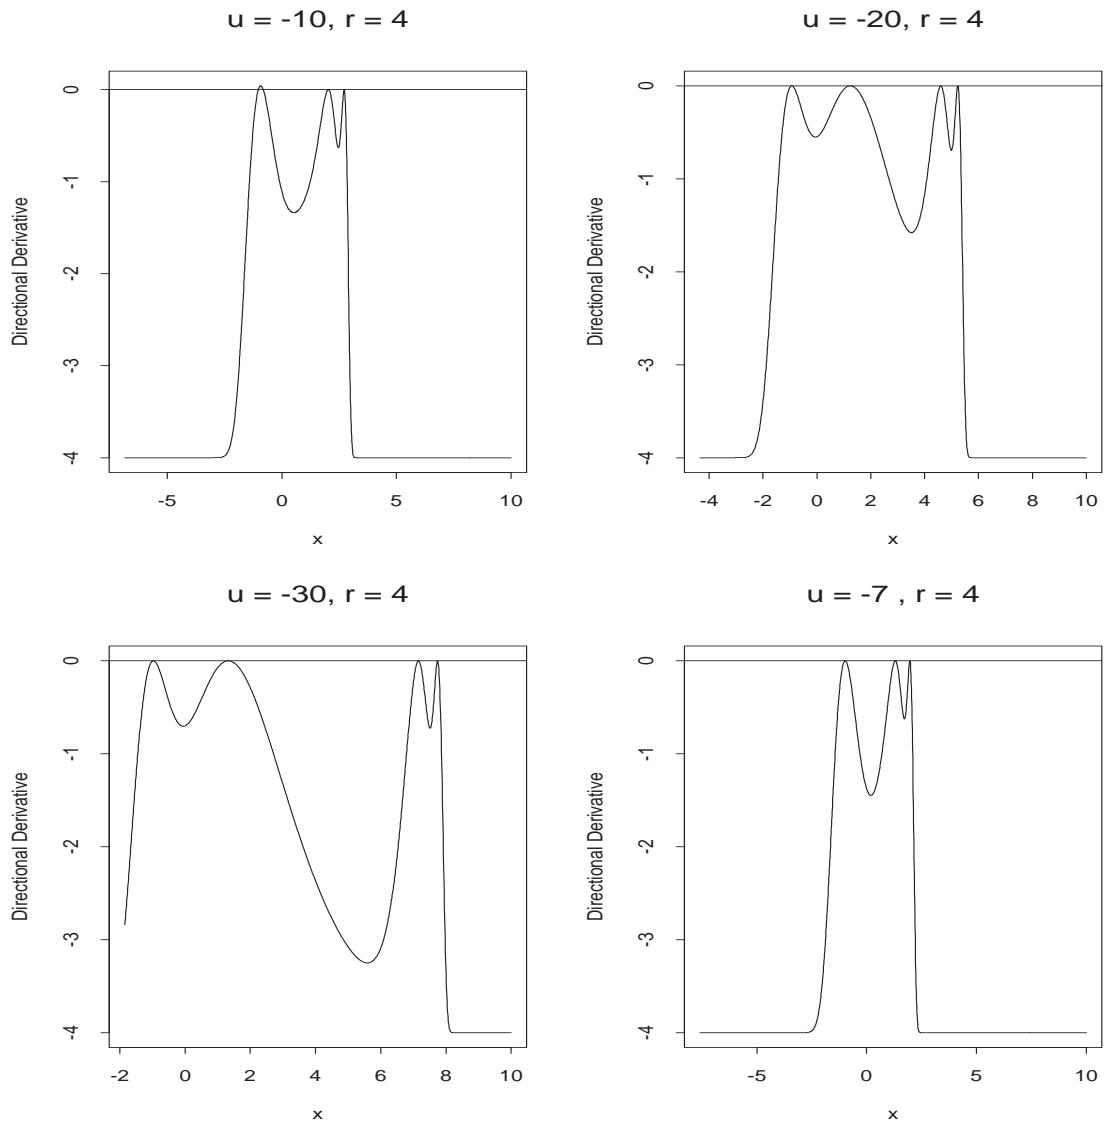 u = -10, r = 4
Directional Derivative
0
-1
-2
-3
-4
-5 0 5 10
x
u = -20, r = 4
Directional Derivative
0
-1
-2
-3
-4
-4 -2 0 2 4 6 8 10
x
u = -30, r = 4
Directional Derivative
0
-1
-2
-3
-4
-2 0 2 4 6 8 10
x
u = -7 , r = 4
Directional Derivative
0
-1
-2
-3
-4
-5 0 5 10
x